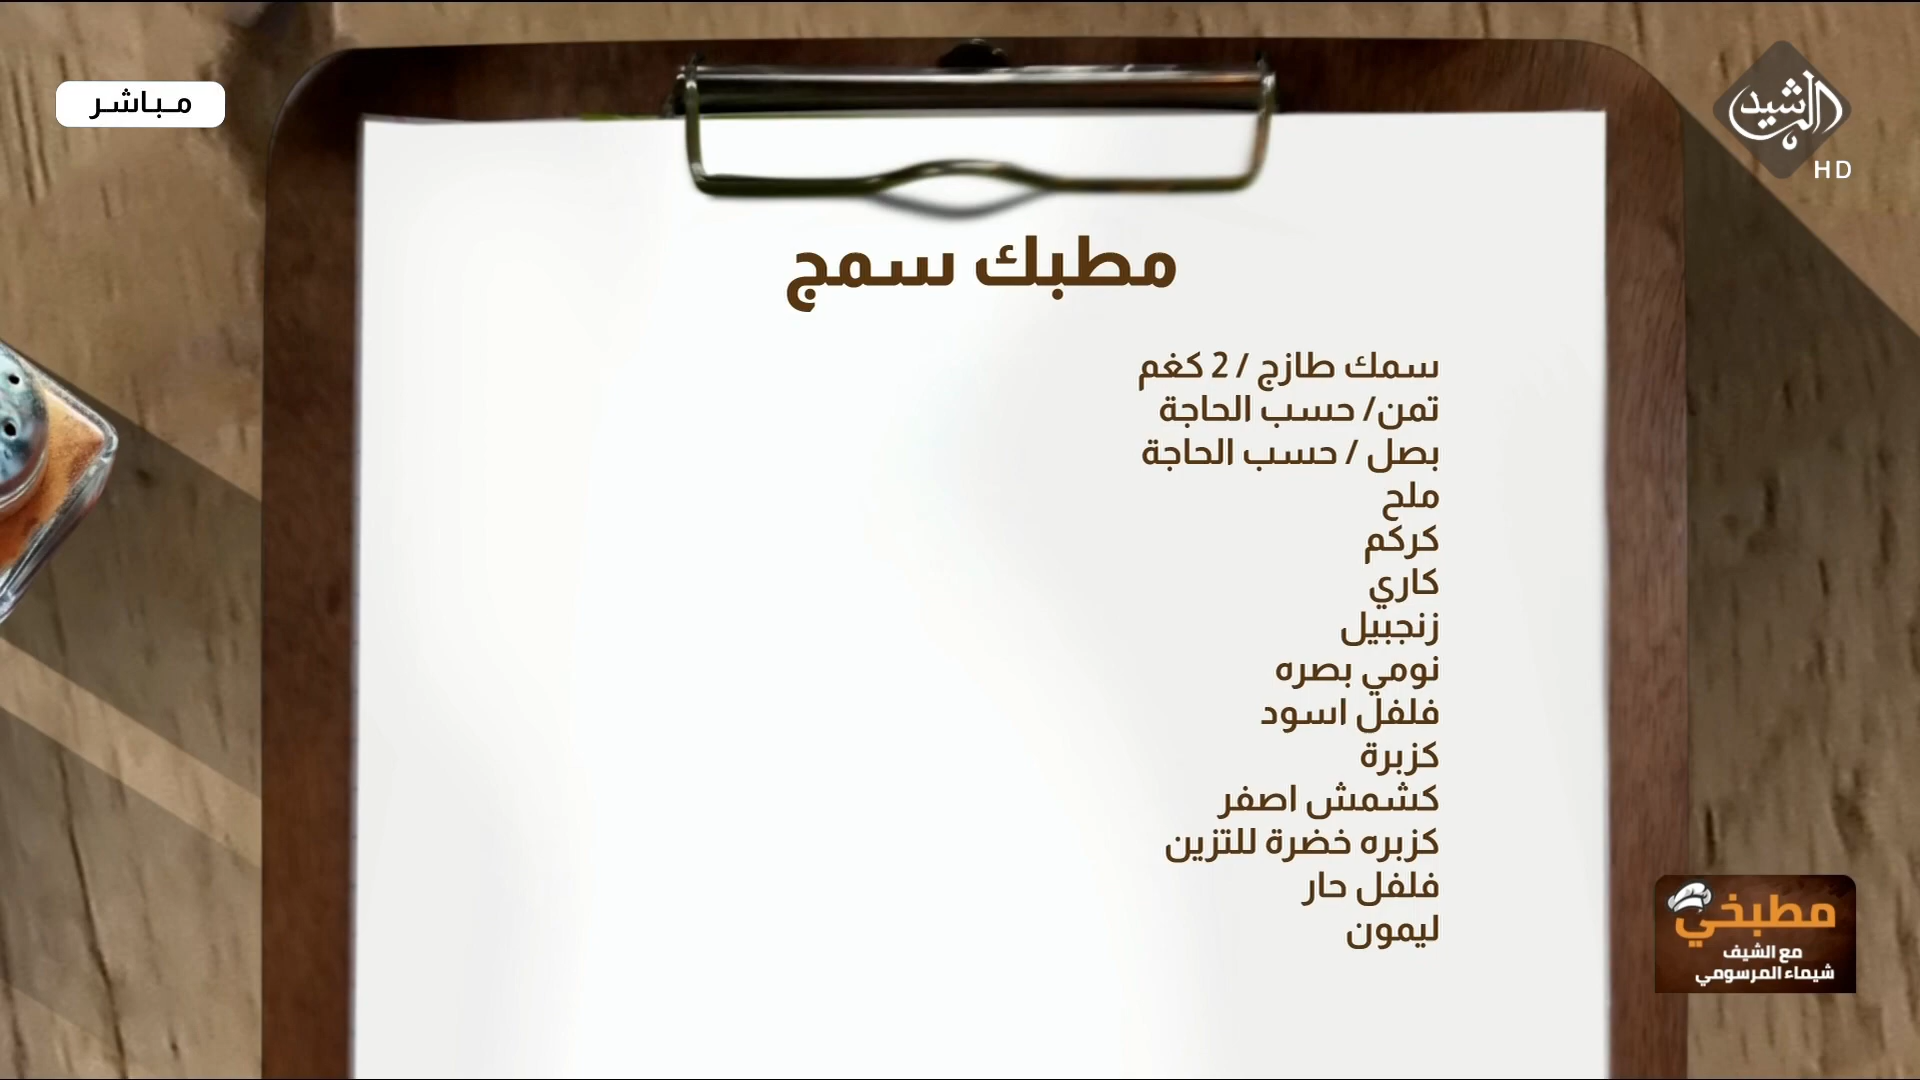 مباشر
الرشيد
HD
مطبك سمج
سمك طازج / 2 كغم
تمن/ حسب الحاجة
بصل / حسب الحاجة
ملح
كركم
كاري
زنجبيل
نومي بصره
فلفل اسود
كزبرة
كشمش اصفر
كزبره خضرة للتزين
فلفل حار
ليمون
مطبخي
مع الشيف
شيماء المرسومي